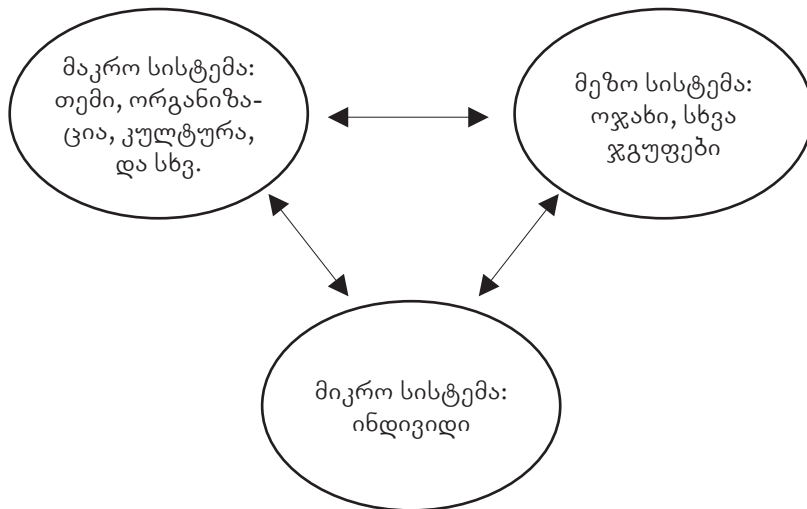 მაკრო სისტემა:
თემი, ორგანიზა-
ცია, კულტურა,
და სხვ.
მეზო სისტემა:
ოჯახი, სხვა
ჯგუფები
მიკრო სისტემა:
ინდივიდი